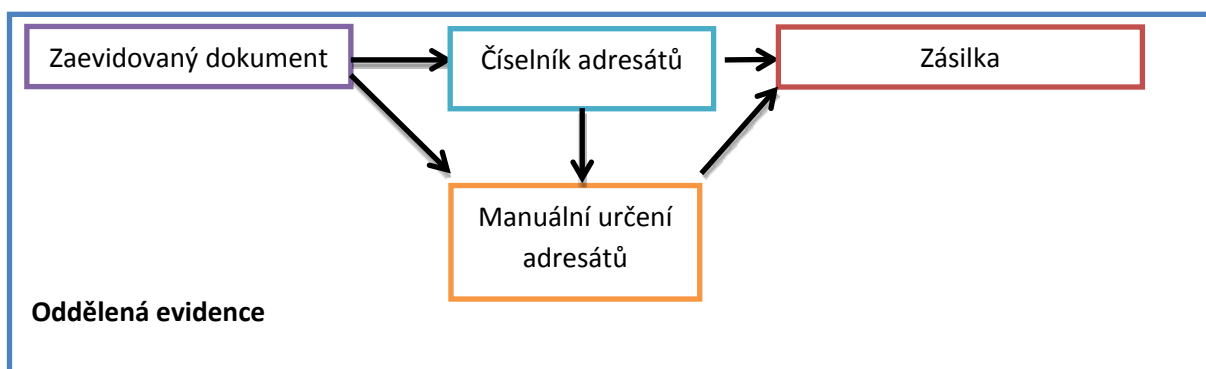 Zaevidovaný dokument
Číselník adresátů
Zásilka
Manuální určení
adresátů
Oddělená evidence